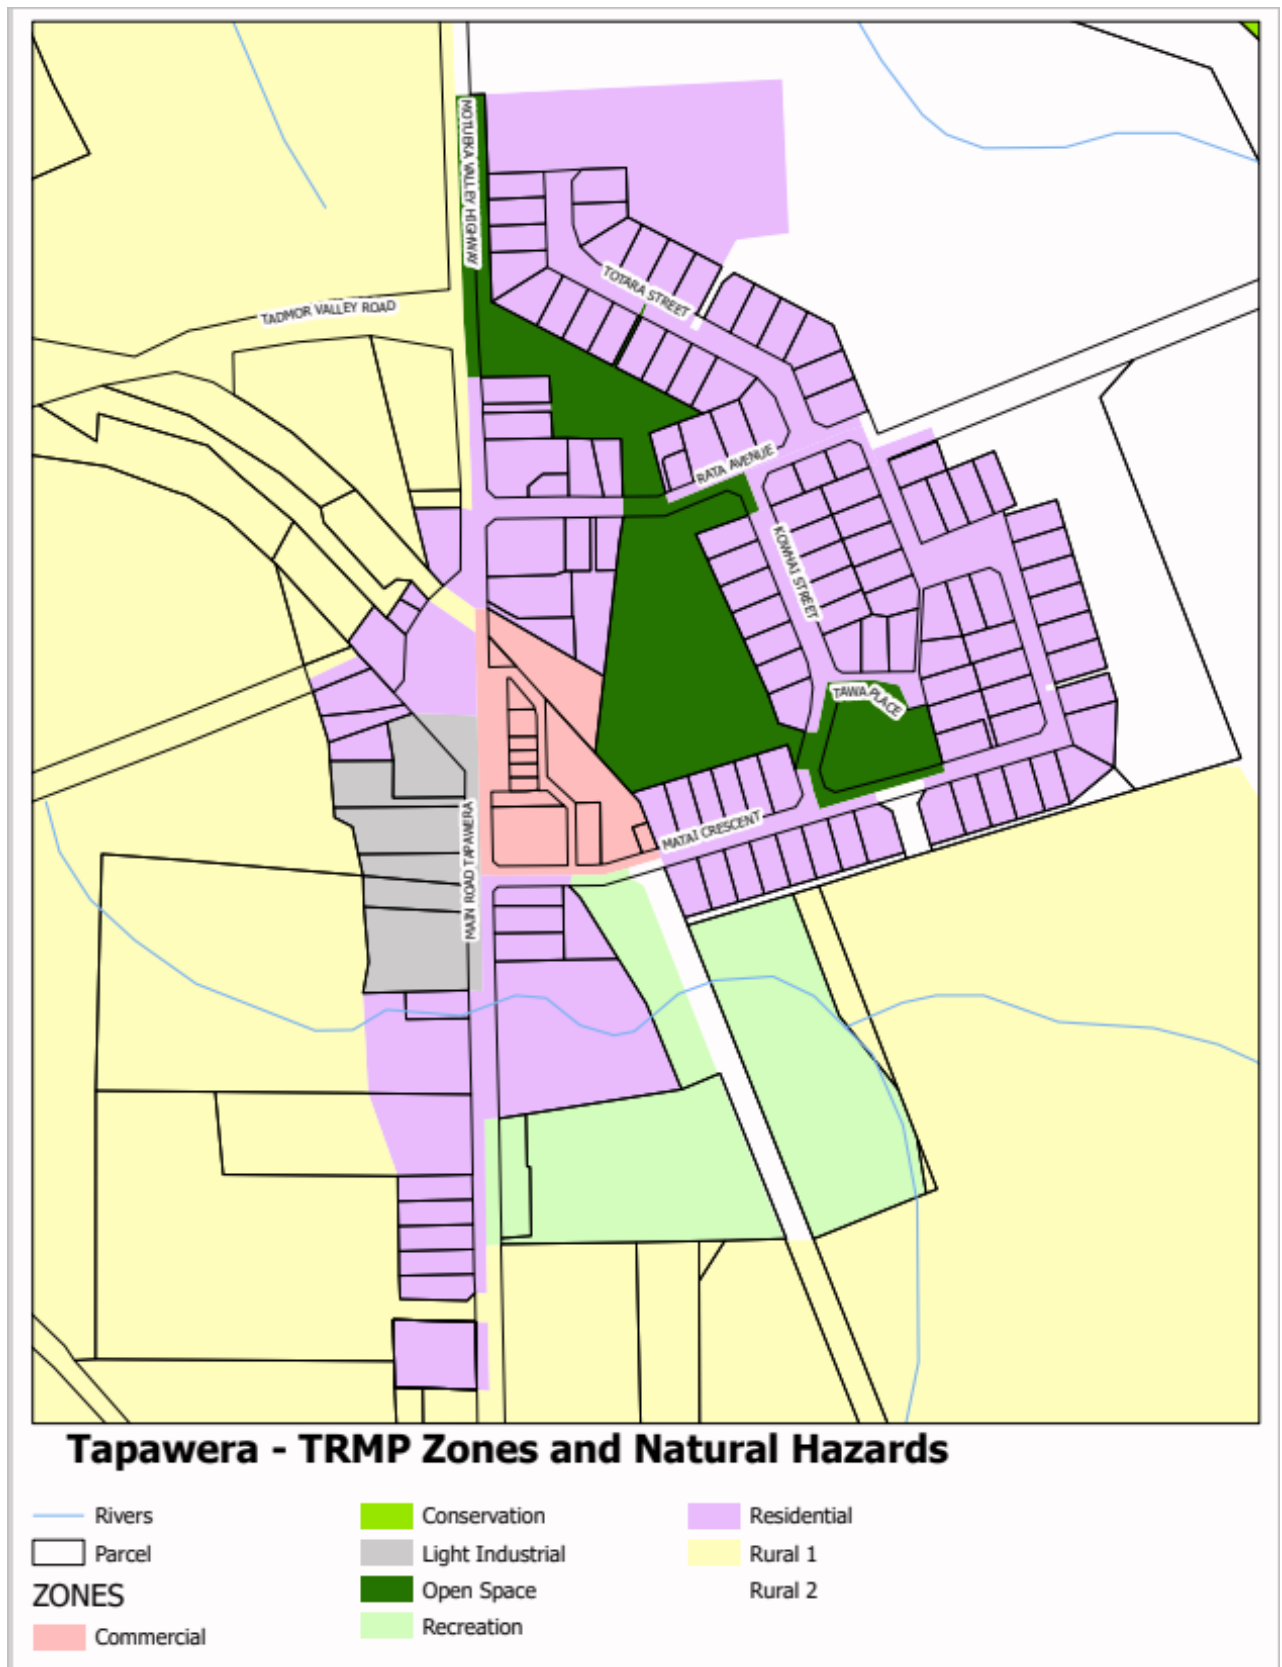 MOTUEKA VALLEY HIGHWAY
TOTARA STREET
TADMOR VALLEY ROAD
RATA AVENUE
KOWHAI STREET
TAWA PLACE
MATAI CRESCENT
MAIN ROAD TAPAWERA
Tapawera - TRMP Zones and Natural Hazards
Rivers
Parcel
ZONES
Commercial
Conservation
Light Industrial
Open Space
Recreation
Residential
Rural 1
Rural 2